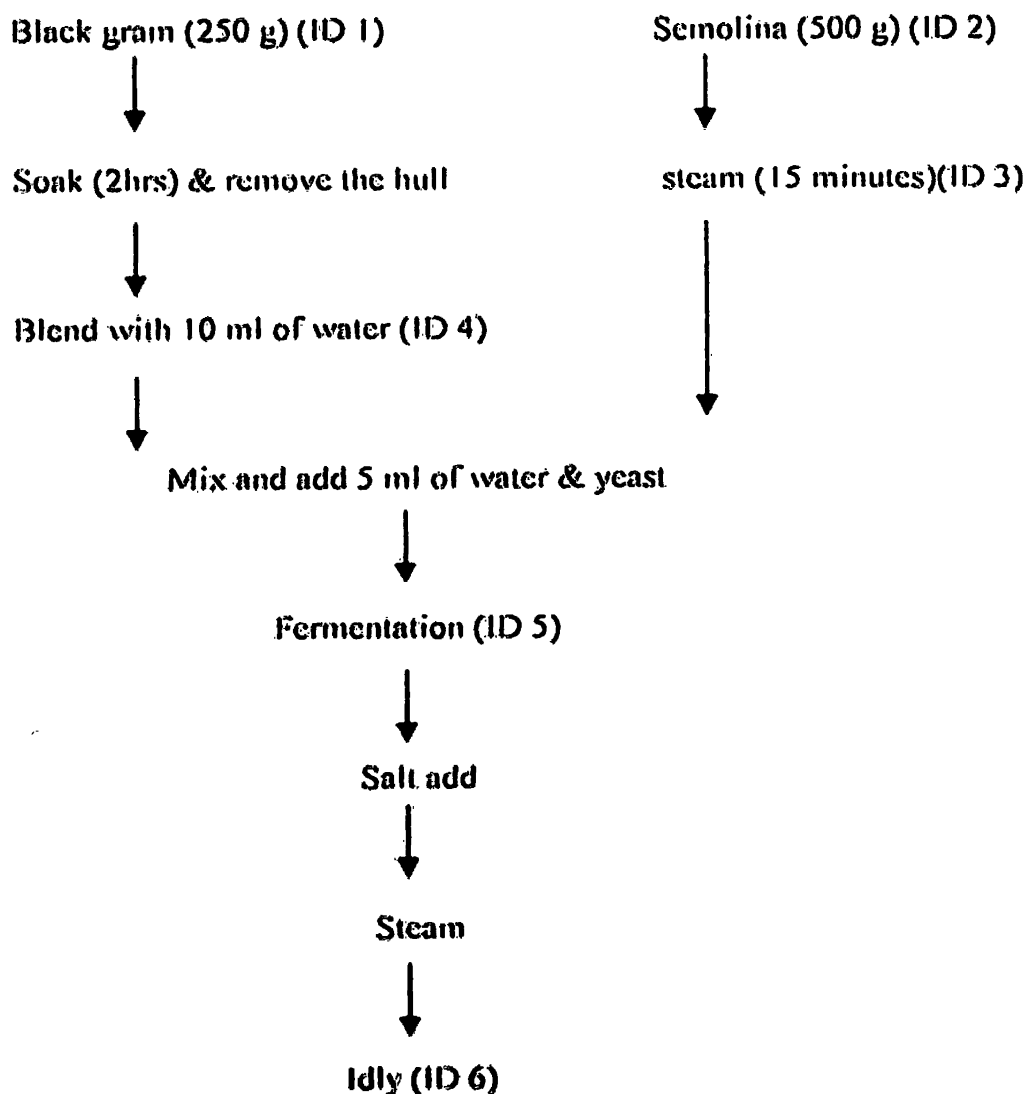 Black gram (250 g) (ID 1)
Semolina (500 g) (ID 2)
Soak (2hrs) & remove the hull
steam (15 minutes)(ID 3)
Blend with 10 ml of water (ID 4)
Mix and add 5 ml of water & yeast
Fermentation (ID 5)
Salt add
Steam
Idly (ID 6)